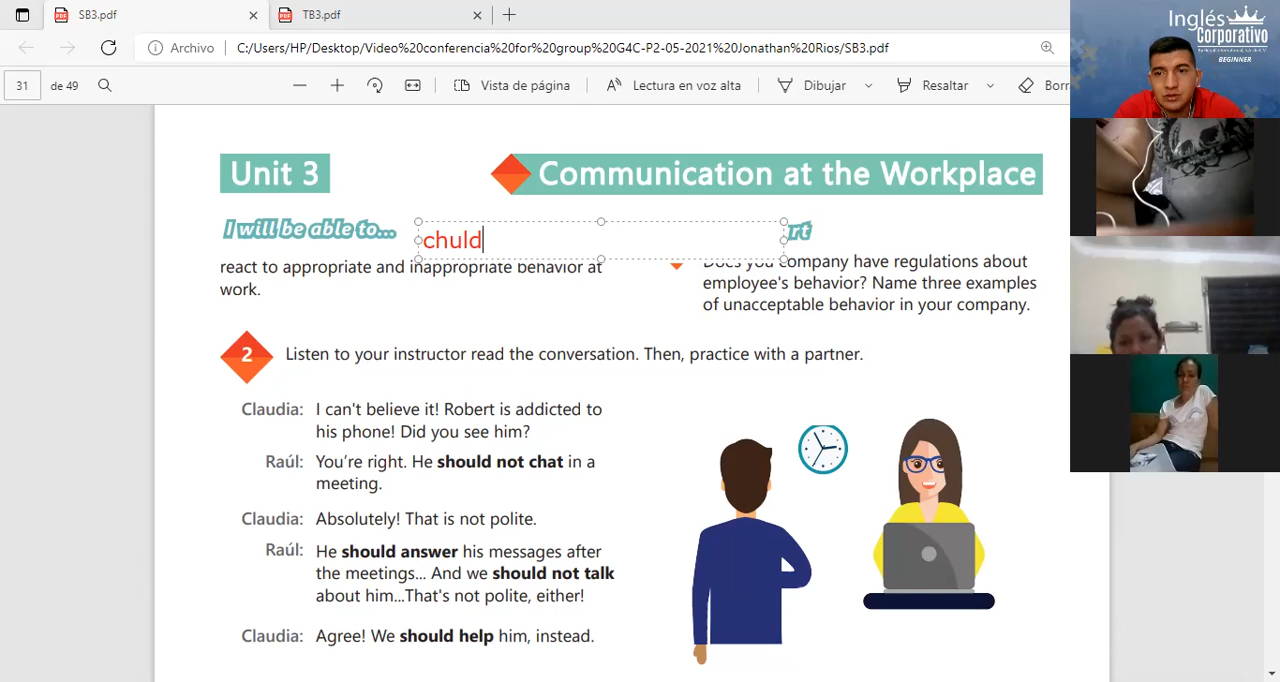 SB3.pdf
TB3.pdf
Archivo
C:/Users/HP/Desktop/Video%20conferencia%20for%20group%20G4C-P2-05-2021%20Jonathan%20Rios/SB3.pdf
31
de 49
Vista de página
Lectura en voz alta
Dibujar
Resaltar
Borr
Inglés
Corporativo
BEGINNER
Unit 3
Communication at the Workplace
I will be able to...
chuld
rt
react to appropriate and inappropriate behavior at
work.
Does you company have regulations about
employee's behavior? Name three examples
of unacceptable behavior in your company.
2
Listen to your instructor read the conversation. Then, practice with a partner.
Claudia: I can't believe it! Robert is addicted to
his phone! Did you see him?
Raúl: You're right. He should not chat in a
meeting.
Claudia: Absolutely! That is not polite.
Raúl: He should answer his messages after
the meetings... And we should not talk
about him...That's not polite, either!
Claudia: Agree! We should help him, instead.